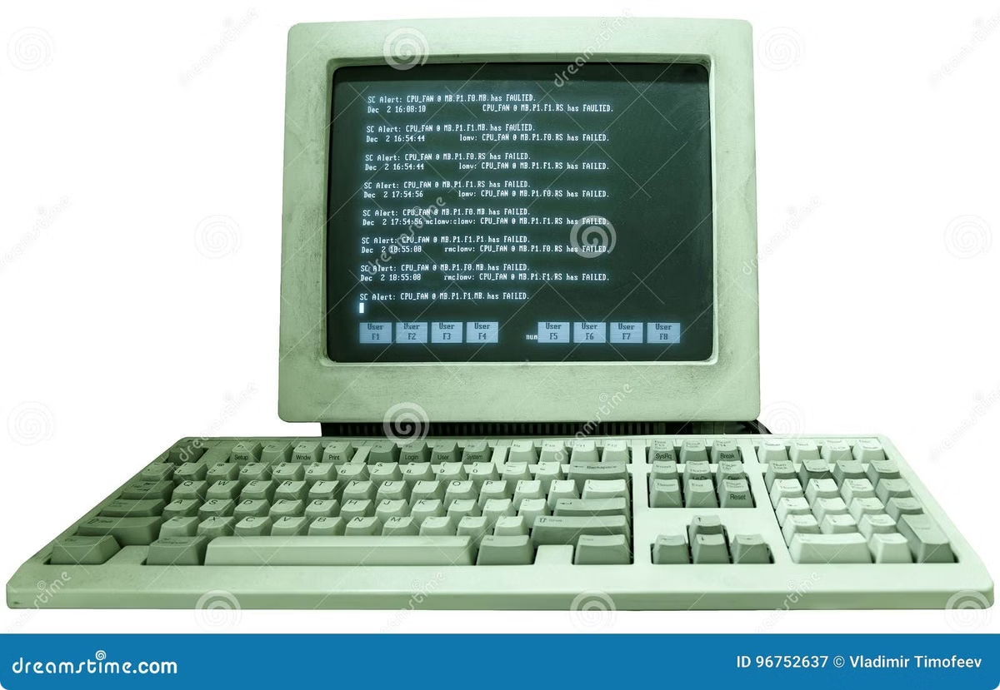 SC Alert: CPU_FAN @ MB.P1.F0.MB.has FAULTED.
Dec 2 16:08:10 CPU_FAN @ MB.P1.F1.RS has FAULTED.
SC Alert: CPU_FAN @ MB.P1.F1.MB.has FAULTED.
Dec 2 16:54:44 lomv: CPU_FAN @ MB.P1.F0.RS has FAILED.
SC Alert: CPU_FAN @ MB.P1.F0.RS has FAILED.
Dec 2 16:54:44 lomv: CPU_FAN @ MB.P1.F1.RS has FAILED.
SC Alert: CPU_FAN @ MB.P1.F1.RS has FAILED.
Dec 2 17:54:56 lomv: CPU_FAN @ MB.P1.F0.RS has FAILED.
SC Alert: CPU_FAN @ MB.P1.F0.MB.has FAILED.
Dec 2 17:54:56 mclomv:clomv: CPU_FAN @ MB.P1.F1.RS has FAILED.
SC Alert: CPU_FAN @ MB.P1.F1.P1 has FAILED.
Dec 2 18:55:08 rmclomv: CPU_FAN @ MB.P1.F0.RS has FAILED.
SC Alert: CPU_FAN @ MB.P1.F0.MB.has FAILED.
Dec 2 18:55:08 rmclomv: CPU_FAN @ MB.P1.F1.RS has FAILED.
SC Alert: CPU_FAN @ MB.P1.F1.MB.has FAILED.
User User User User User User User User
F1 F2 F3 F4 num F5 F6 F7 F8
Setup Wndw Print Login User System SysRq Break
Backspace
Q W E R T Y U I O P
Reset
A S D F G H J K L
Z X C V B N M
dreamstime.com
ID 96752637 © Vladimir Timofeev